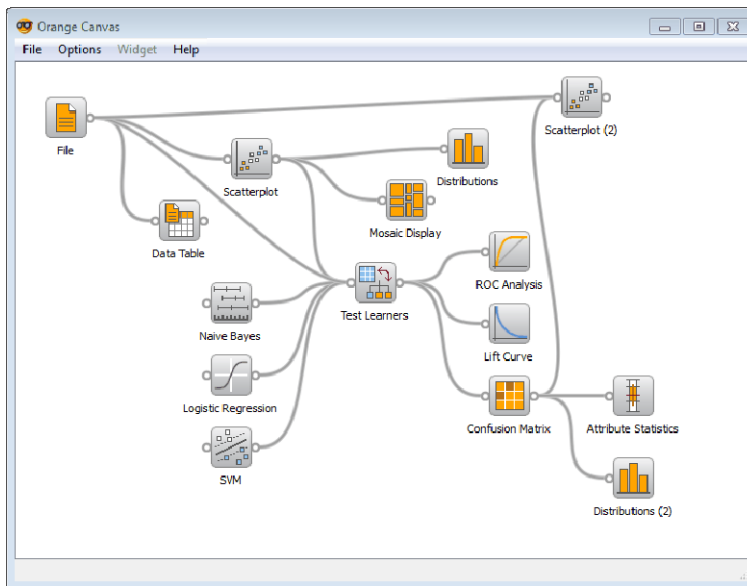 Orange Canvas
File Options Widget Help
File
Scatterplot (2)
Scatterplot
Distributions
Data Table
Mosaic Display
ROC Analysis
Naive Bayes
Test Learners
Lift Curve
Logistic Regression
Confusion Matrix
Attribute Statistics
SVM
Distributions (2)